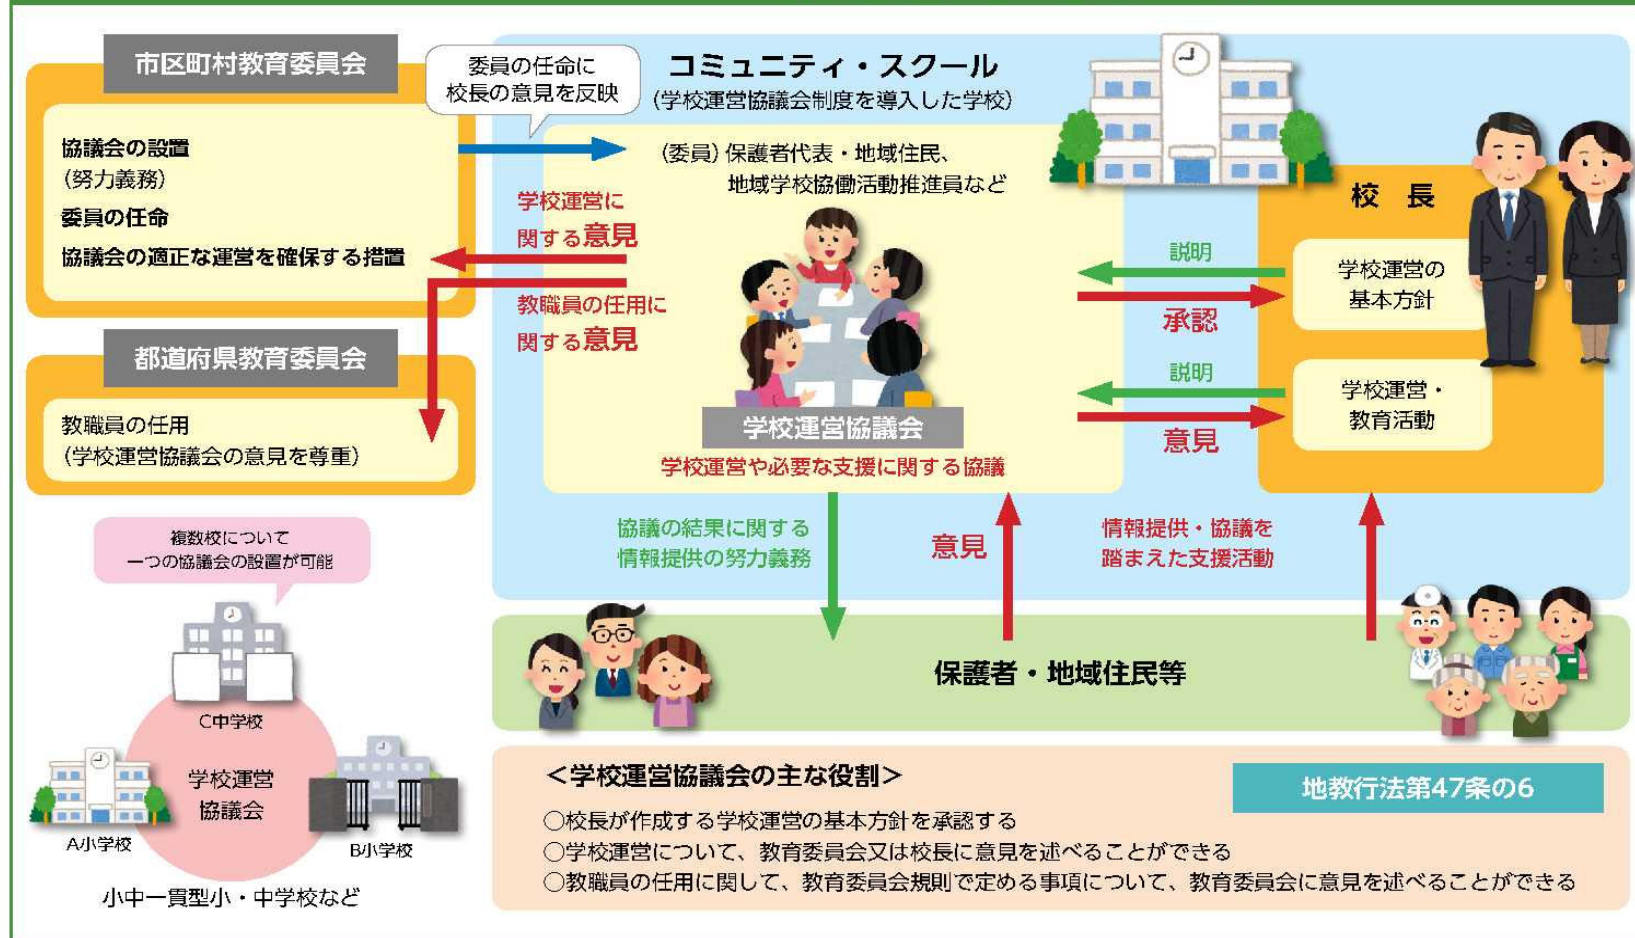 市区町村教育委員会
協議会の設置
(努力義務)
委員の任命
協議会の適正な運営を確保する措置
都道府県教育委員会
教職員の任用
(学校運営協議会の意見を尊重)
委員の任命に
校長の意見を反映
コミュニティ・スクール
(学校運営協議会制度を導入した学校)
(委員)保護者代表・地域住民、
地域学校協働活動推進員など
学校運営に
関する意見
教職員の任用に
関する意見
学校運営協議会
学校運営や必要な支援に関する協議
校 長
説明
学校運営の
基本方針
承認
説明
学校運営・
教育活動
意見
協議の結果に関する
情報提供の努力義務
意見
情報提供・協議を
踏まえた支援活動
保護者・地域住民等
複数校について
一つの協議会の設置が可能
C中学校
学校運営
協議会
A小学校
B小学校
小中一貫型小・中学校など
<学校運営協議会の主な役割>
地教行法第47条の6
○校長が作成する学校運営の基本方針を承認する
○学校運営について、教育委員会又は校長に意見を述べることができる
○教職員の任用に関して、教育委員会規則で定める事項について、教育委員会に意見を述べることができる